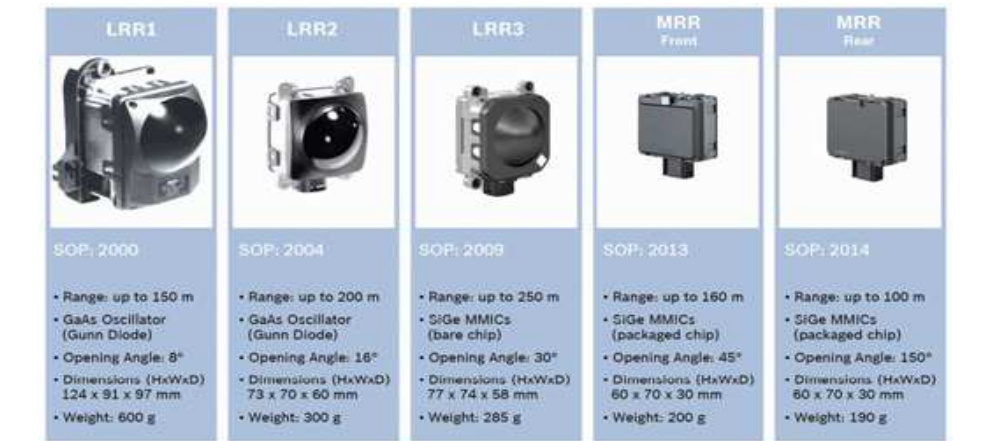 LRR1
SOP: 2000
• Range: up to 150 m
• GaAs Oscillator
(Gunn Diode)
• Opening Angle: 8°
• Dimensions (HxWxD)
124 x 91 x 97 mm
• Weight: 600 g
LRR2
SOP: 2004
• Range: up to 200 m
• GaAs Oscillator
(Gunn Diode)
• Opening Angle: 16°
• Dimensions (HxWxD)
73 x 70 x 60 mm
• Weight: 300 g
LRR3
SOP: 2009
• Range: up to 250 m
• SiGe MMICs
(bare chip)
• Opening Angle: 30°
• Dimensions (HxWxD)
77 x 74 x 58 mm
• Weight: 285 g
MRR
Front
SOP: 2013
• Range: up to 160 m
• SiGe MMICs
(packaged chip)
• Opening Angle: 45°
• Dimensions (HxWxD)
60 x 70 x 30 mm
• Weight: 200 g
MRR
Rear
SOP: 2014
• Range: up to 100 m
• SiGe MMICs
(packaged chip)
• Opening Angle: 150°
• Dimensions (HxWxD)
60 x 70 x 30 mm
• Weight: 190 g